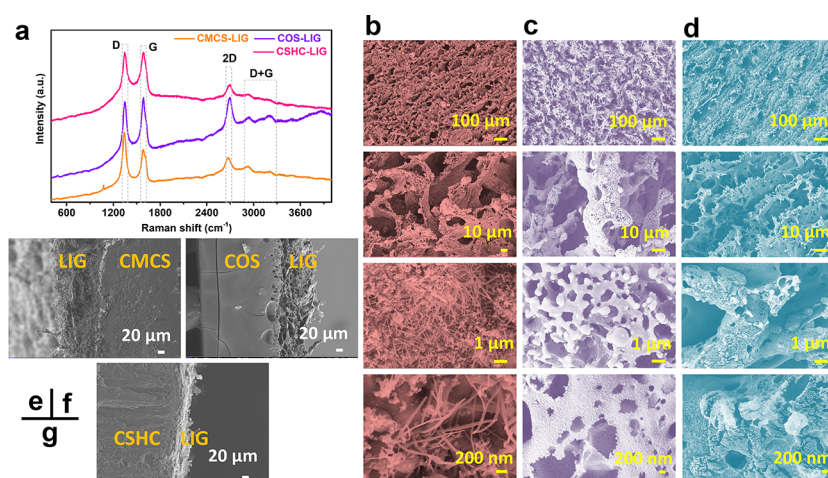 a
b
c
d
CMCS-LIG
COS-LIG
CSHC-LIG
D
G
2D
D+G
Intensity (a.u.)
600 1200 1800 2400 3000 3600
Raman shift (cm-1)
LIG CMCS
20 μm
COS LIG
20 μm
e f
g
CSHC LIG
20 μm
100 μm
10 μm
1 μm
200 nm
100 μm
10 μm
1 μm
200 nm
100 μm
10 μm
1 μm
200 nm